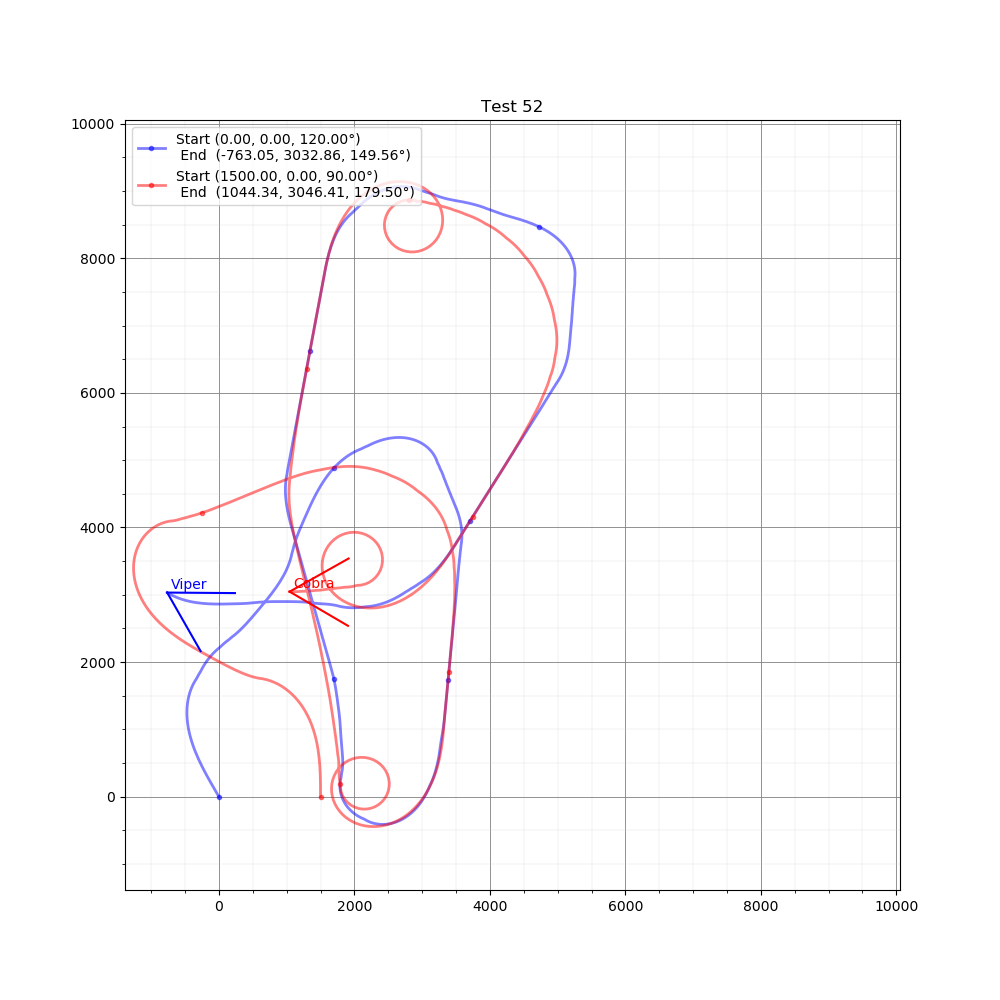 Test 52
Start (0.00, 0.00, 120.00°)
End  (-763.05, 3032.86, 149.56°)
Start (1500.00, 0.00, 90.00°)
End  (1044.34, 3046.41, 179.50°)
10000
8000
6000
4000
Viper
Cobra
2000
0
0
2000
4000
6000
8000
10000